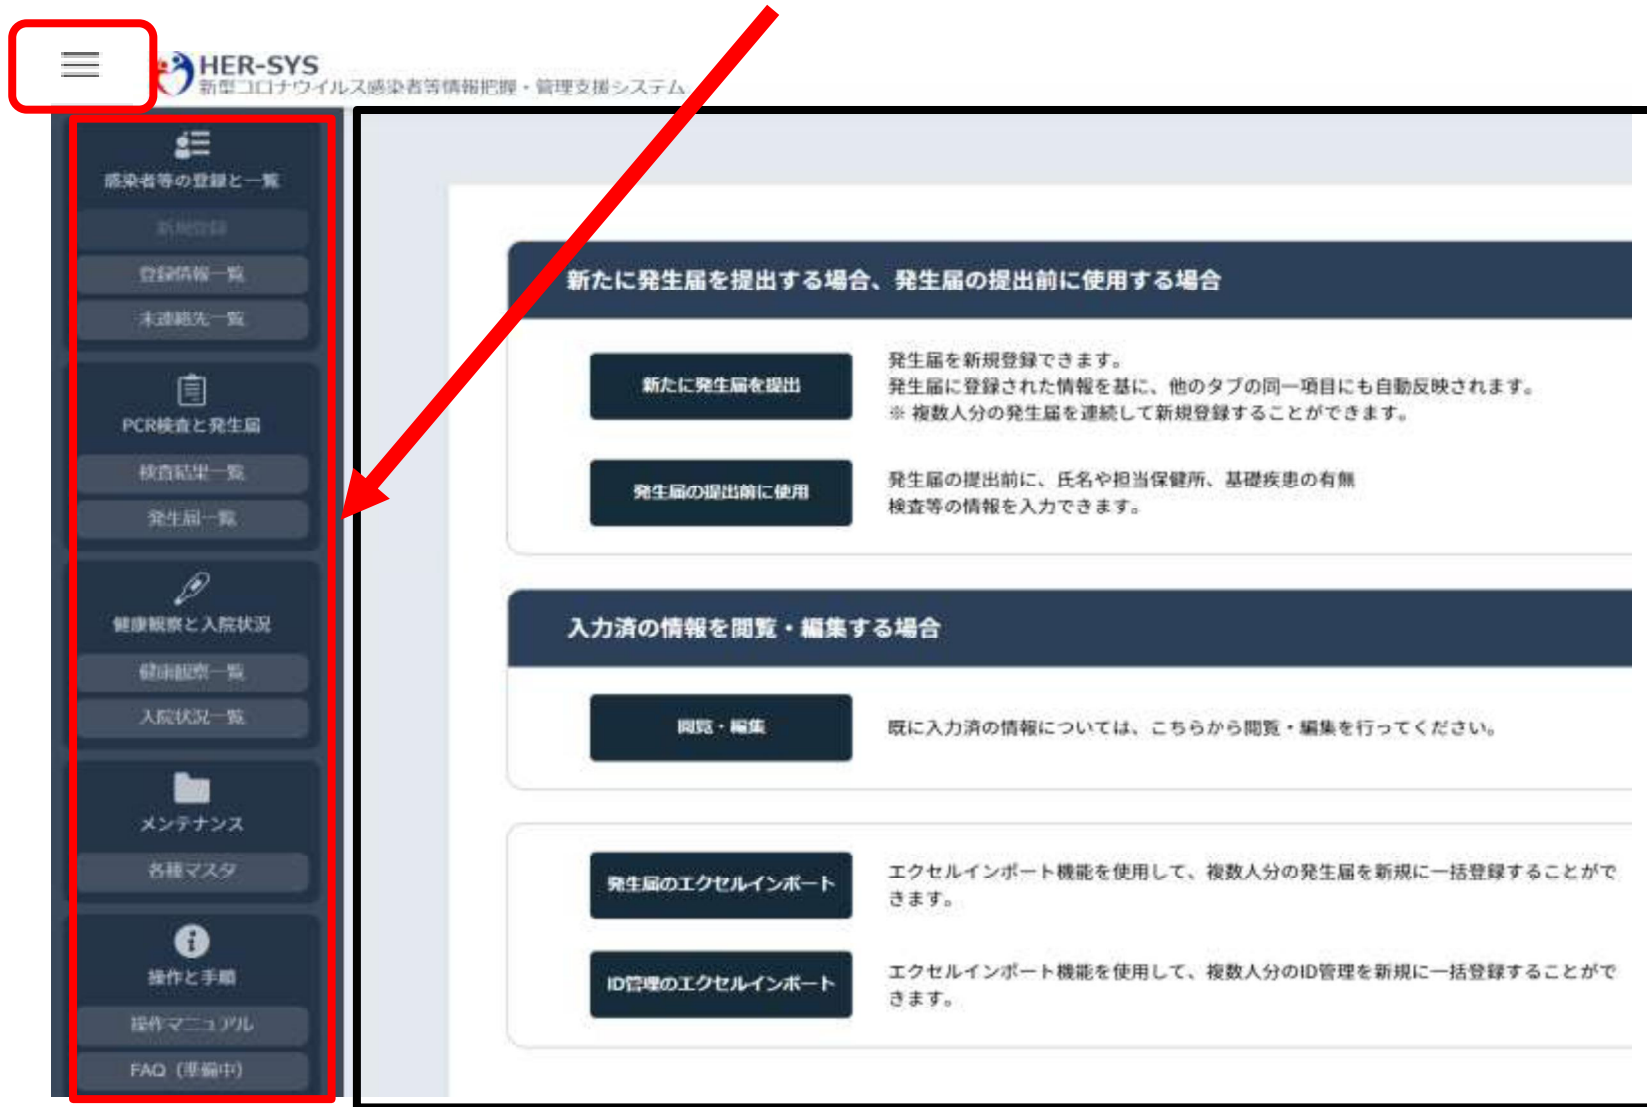 HER-SYS
新型コロナウイルス感染者等情報把握・管理支援システム
感染者等の登録と一覧
新規登録
登録情報一覧
未連絡先一覧
PCR検査と発生届
検査結果一覧
発生届一覧
健康観察と入院状況
健康観察一覧
入院状況一覧
メンテナンス
各種マスタ
操作と手順
操作マニュアル
FAQ（準備中）
新たに発生届を提出する場合、発生届の提出前に使用する場合
新たに発生届を提出
発生届を新規登録できます。
発生届に登録された情報を基に、他のタブの同一項目にも自動反映されます。
※ 複数人分の発生届を連続して新規登録することができます。
発生届の提出前に使用
発生届の提出前に、氏名や担当保健所、基礎疾患の有無
検査等の情報を入力できます。
入力済の情報を閲覧・編集する場合
閲覧・編集
既に入力済の情報については、こちらから閲覧・編集を行ってください。
発生届のエクセルインポート
エクセルインポート機能を使用して、複数人分の発生届を新規に一括登録することがで
きます。
ID管理のエクセルインポート
エクセルインポート機能を使用して、複数人分のID管理を新規に一括登録することがで
きます。